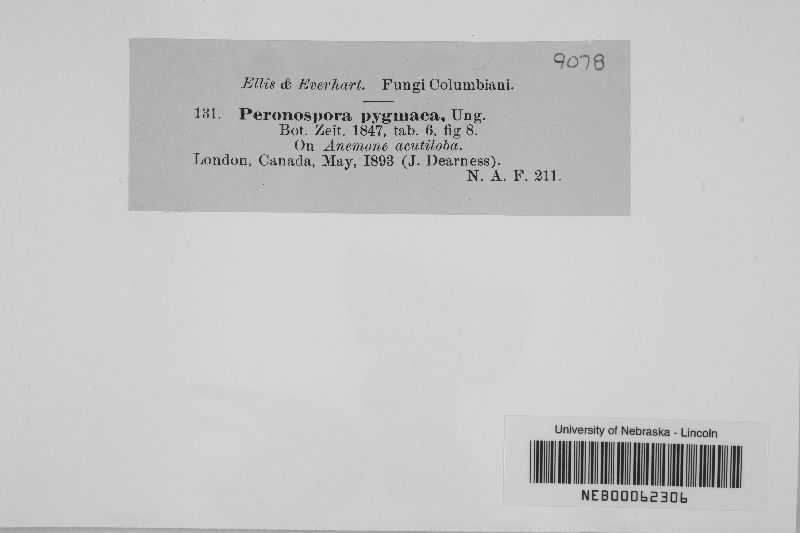 9078
Ellis & Everhart. Fungi Columbiani.
131. Peronospora pygmaea, Ung.
Bot. Zeit. 1847, tab. 6, fig 8.
On Anemone acutiloba.
London, Canada, May, 1893 (J. Dearness).
N. A. F. 211.
University of Nebraska - Lincoln
NEB00062306